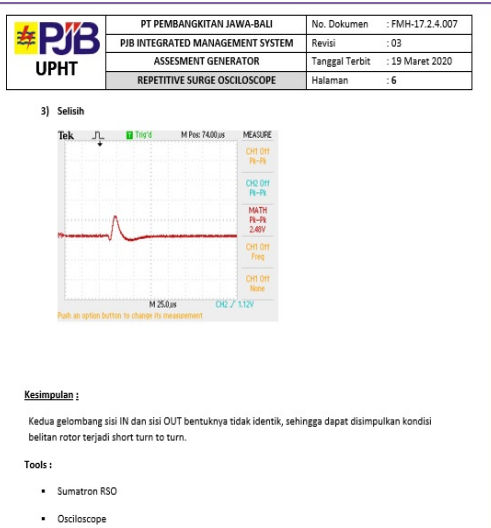 PJB
UPHT
PT PEMBANGKITAN JAWA-BALI
No. Dokumen : FMH-17.2.4.007
PJB INTEGRATED MANAGEMENT SYSTEM
Revisi : 03
ASSESMENT GENERATOR
Tanggal Terbit : 19 Maret 2020
REPETITIVE SURGE OSCILOSCOPE
Halaman : 6
3) Selisih
Tek Trig'd M Pos: 74.00µs MEASURE
CH1 Off
Pk-Pk
CH2 Off
Pk-Pk
MATH
Pk-Pk
2.48V
CH1 Off
Freq
CH1 Off
None
M 25.0µs CH2 / 1.12V
Push an option button to change its measurement
Kesimpulan :
Kedua gelombang sisi IN dan sisi OUT bentuknya tidak identik, sehingga dapat disimpulkan kondisi
belitan rotor terjadi short turn to turn.
Tools :
▪ Sumatron RSO
▪ Osciloscope